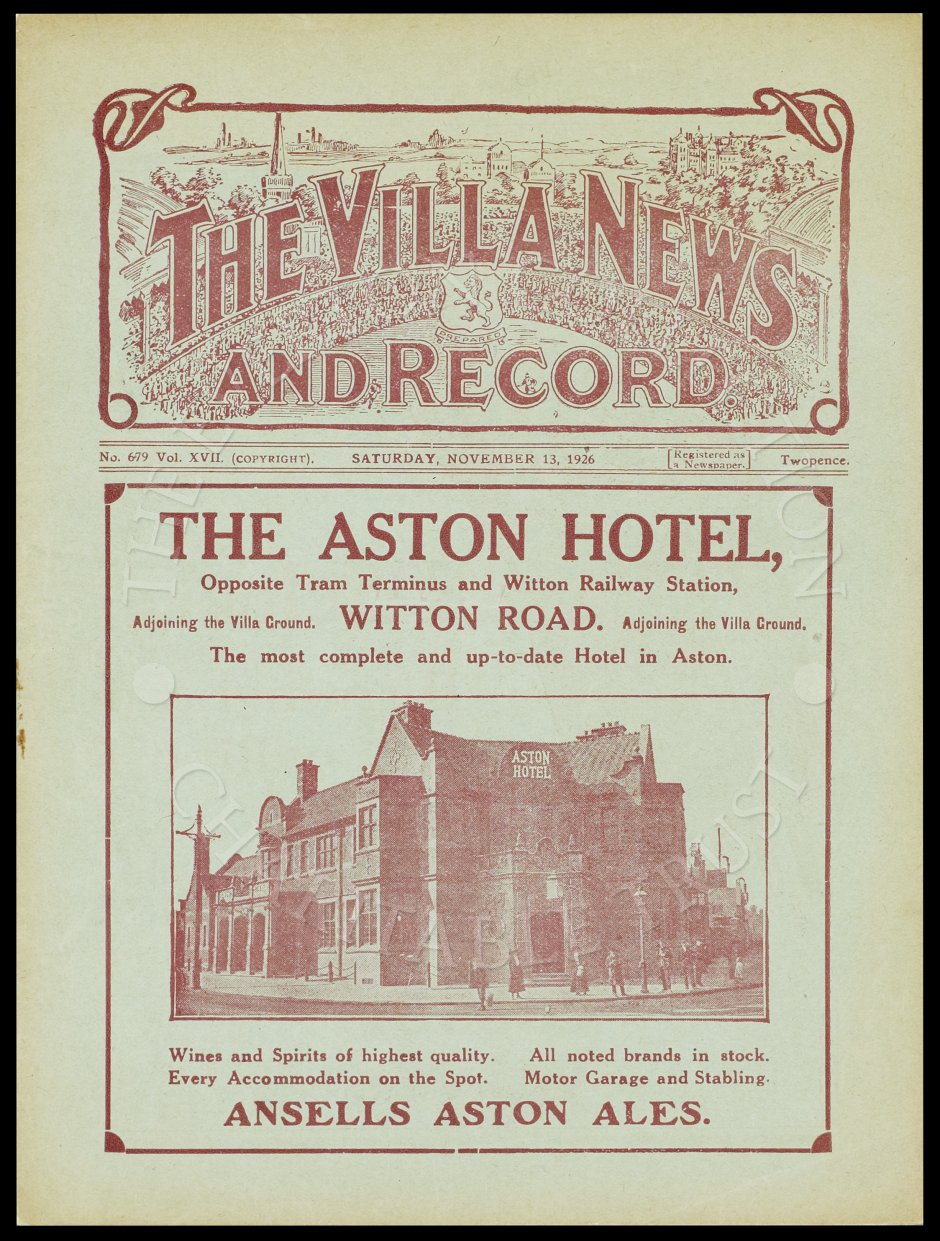 THE VILLA NEWS
PREPARED
AND RECORD.
No. 679 Vol. XVII. (COPYRIGHT). SATURDAY, NOVEMBER 13, 1926 [Registered as a Newspaper.] Twopence.
THE ASTON HOTEL,
Opposite Tram Terminus and Witton Railway Station,
Adjoining the Villa Ground. WITTON ROAD. Adjoining the Villa Ground.
The most complete and up-to-date Hotel in Aston.
ASTON
HOTEL
Wines and Spirits of highest quality. All noted brands in stock.
Every Accommodation on the Spot. Motor Garage and Stabling.
ANSELLS ASTON ALES.
CHARITABLE TRUST